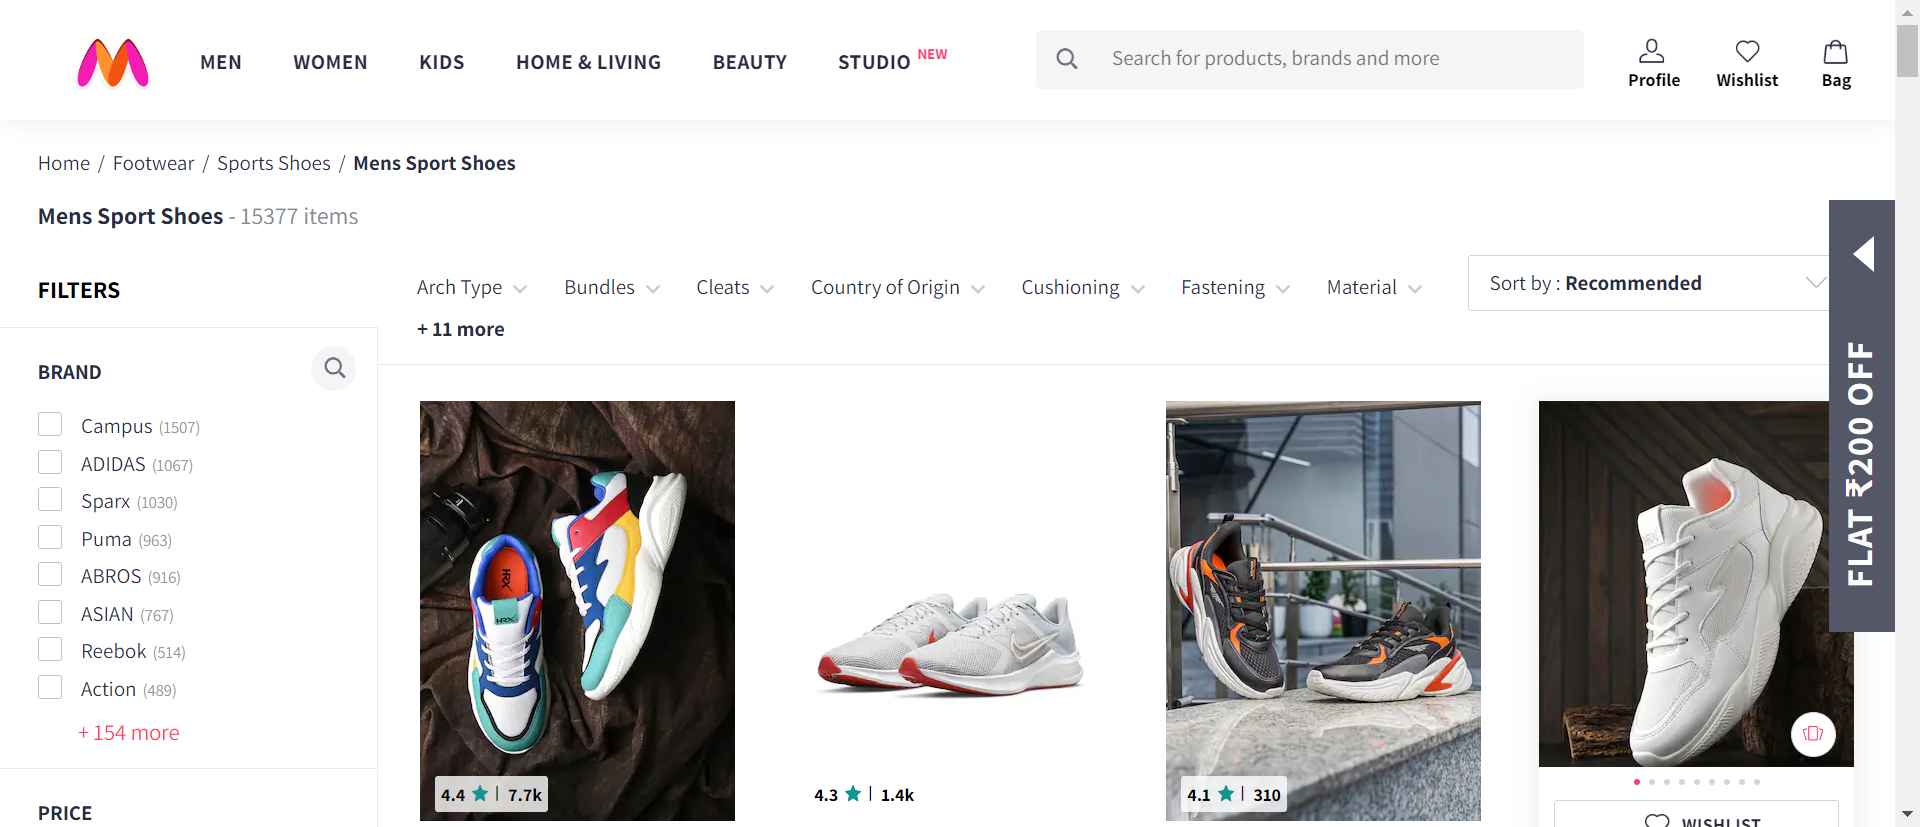 MEN WOMEN KIDS HOME & LIVING BEAUTY STUDIO NEW
Search for products, brands and more
Profile Wishlist Bag
Home / Footwear / Sports Shoes / Mens Sport Shoes
Mens Sport Shoes - 15377 items
FILTERS
Arch Type Bundles Cleats Country of Origin Cushioning Fastening Material
+ 11 more
Sort by : Recommended
BRAND
Campus (1507)
ADIDAS (1067)
Sparx (1030)
Puma (963)
ABROS (916)
ASIAN (767)
Reebok (514)
Action (489)
+ 154 more
PRICE
HRX
HRX
4.4 | 7.7k
4.3 | 1.4k
4.1 | 310
HRX
WISHLIST
FLAT ₹200 OFF